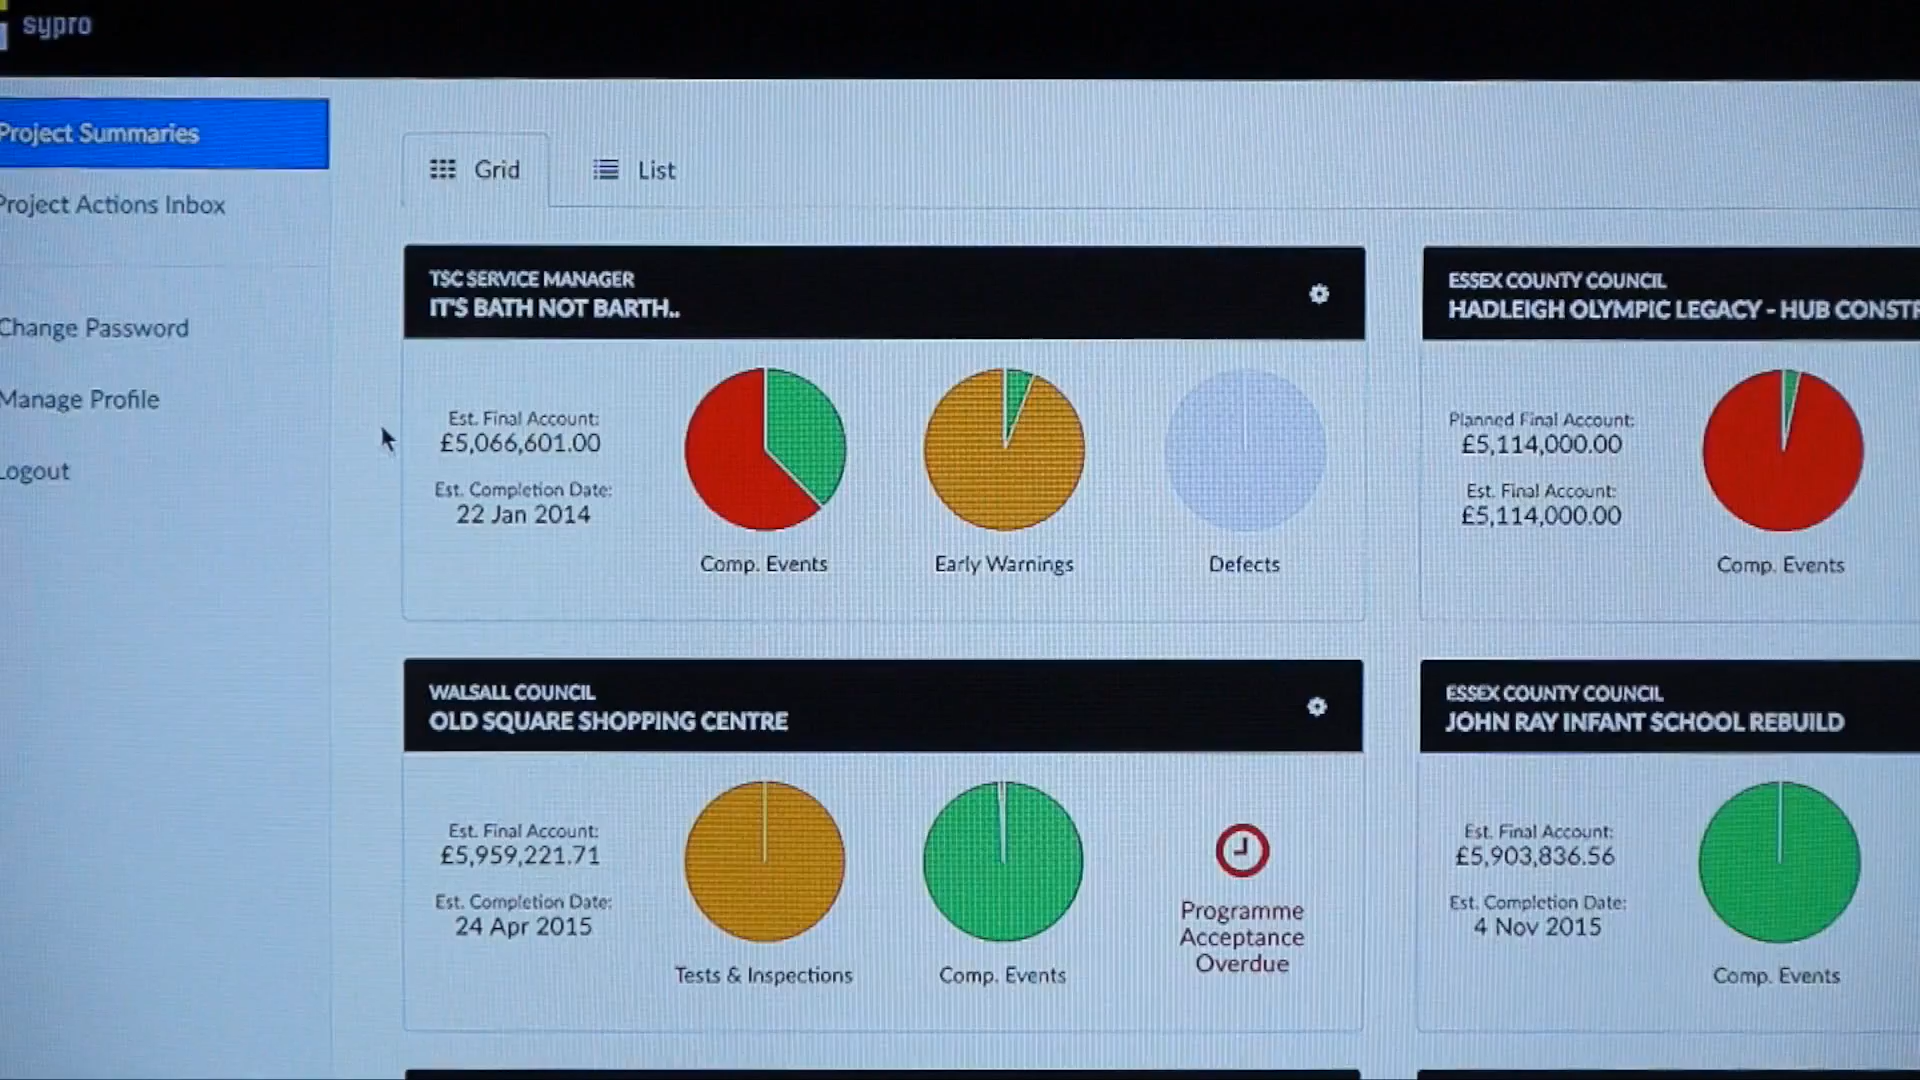 sypro
Project Summaries
Project Actions Inbox
Change Password
Manage Profile
Logout
Grid
List
TSC SERVICE MANAGER
IT'S BATH NOT BARTH..
Est. Final Account:
£5,066,601.00
Est. Completion Date:
22 Jan 2014
Comp. Events
Early Warnings
Defects
ESSEX COUNTY COUNCIL
HADLEIGH OLYMPIC LEGACY - HUB CONSTR
Planned Final Account:
£5,114,000.00
Est. Final Account:
£5,114,000.00
Comp. Events
WALSALL COUNCIL
OLD SQUARE SHOPPING CENTRE
Est. Final Account:
£5,959,221.71
Est. Completion Date:
24 Apr 2015
Tests & Inspections
Comp. Events
Programme
Acceptance
Overdue
ESSEX COUNTY COUNCIL
JOHN RAY INFANT SCHOOL REBUILD
Est. Final Account:
£5,903,836.56
Est. Completion Date:
4 Nov 2015
Comp. Events